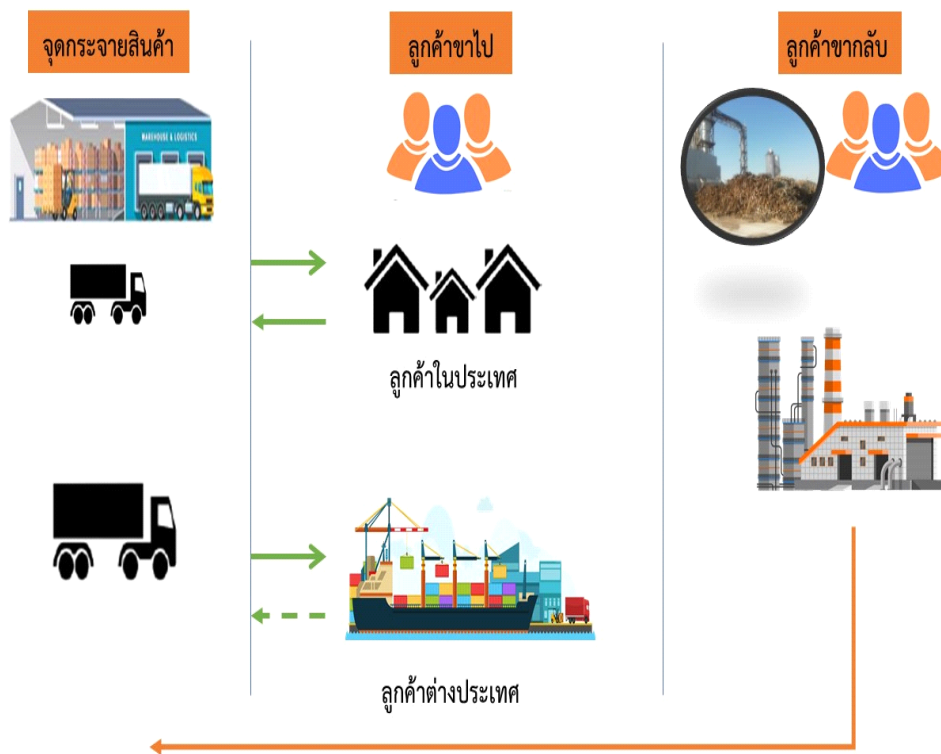 จุดกระจายสินค้า
ลูกค้าขาไป
ลูกค้าขากลับ
WAREHOUSE & LOGISTICS
ลูกค้าในประเทศ
ลูกค้าต่างประเทศ